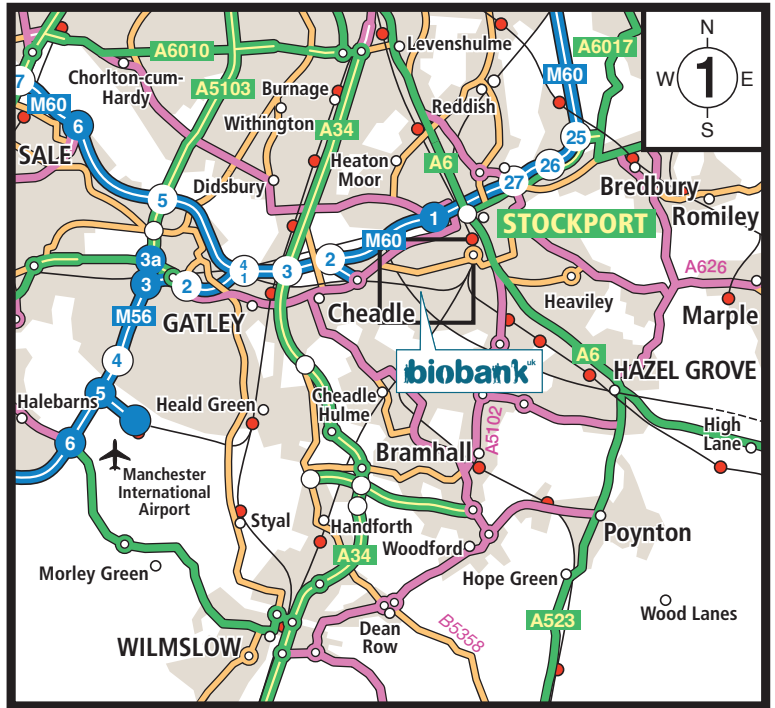 A6010
Levenshulme
A6017
N
W 1 E
S
7
Chorlton-cum-
Hardy
A5103
Burnage
M60
M60
Reddish
6
Withington
A34
25
SALE
Heaton
Moor
A6
26
27
Bredbury
Didsbury
5
1
STOCKPORT
Romiley
M60
3a
4
1
3
2
A626
3
2
GATLEY
Cheadle
Heaviley
Marple
M56
biobank uk
A6
4
HAZEL GROVE
Halebarns
5
Heald Green
Cheadle
Hulme
A5102
High
Lane
6
Bramhall
Manchester
International
Airport
Styal
Handforth
Poynton
Woodford
A34
Morley Green
Hope Green
Wood Lanes
WILMSLOW
Dean
Row
B5358
A523